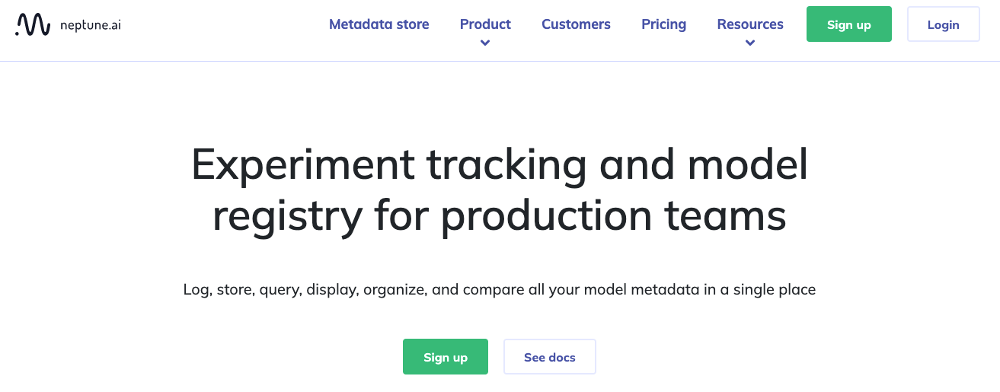 neptune.ai
Metadata store
Product
Customers
Pricing
Resources
Sign up
Login
Experiment tracking and model
registry for production teams
Log, store, query, display, organize, and compare all your model metadata in a single place
Sign up
See docs